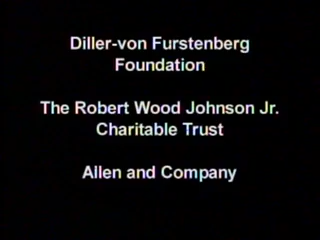 Diller-von Furstenberg
Foundation
The Robert Wood Johnson Jr.
Charitable Trust
Allen and Company